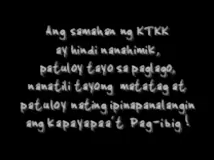 Ang samahan ng KTKK
ay hindi nanahimik,
patuloy tayo sa paglago,
nanatili tayong matatag at
patuloy nating ipinapanalangin
ang Kapayapaa't Pag-ibig !